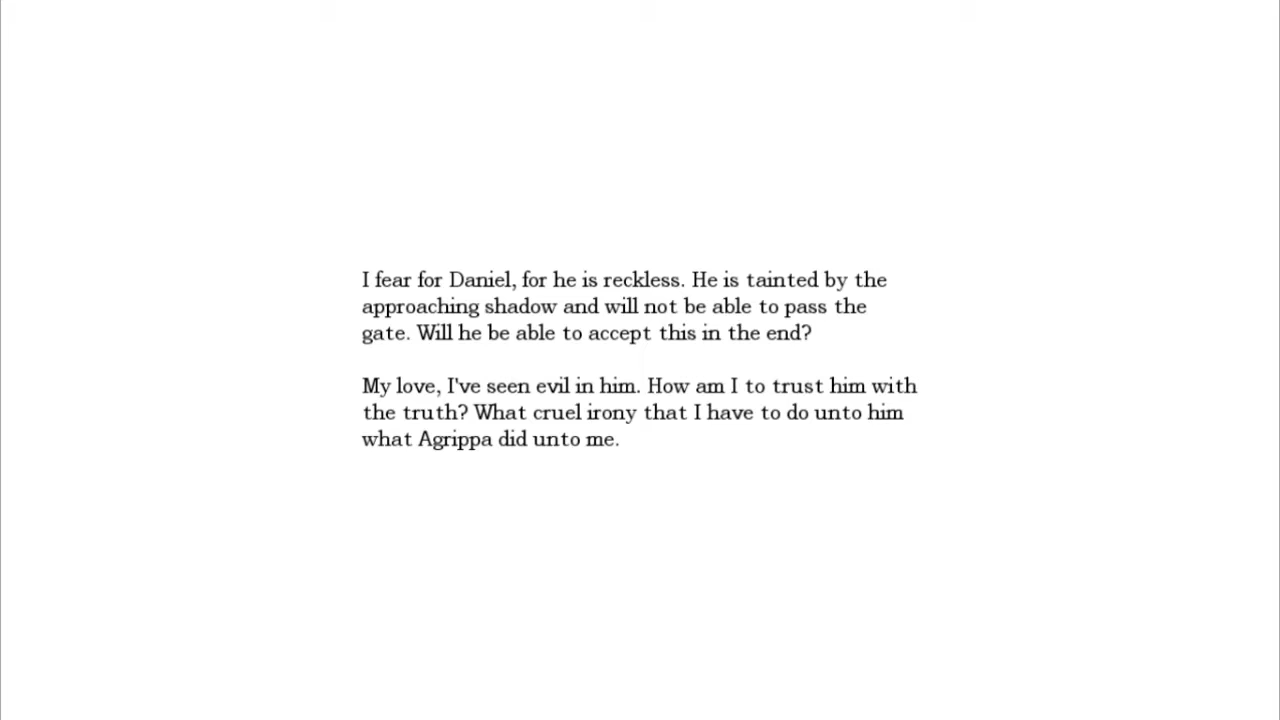 I fear for Daniel, for he is reckless. He is tainted by the
approaching shadow and will not be able to pass the
gate. Will he be able to accept this in the end?
My love, I've seen evil in him. How am I to trust him with
the truth? What cruel irony that I have to do unto him
what Agrippa did unto me.